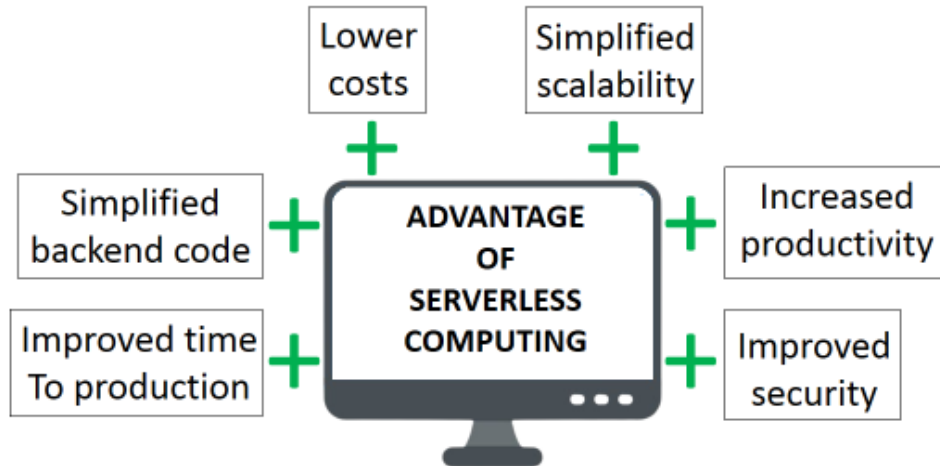 Lower
costs
Simplified
scalability
Simplified
backend code
ADVANTAGE
OF
SERVERLESS
COMPUTING
Increased
productivity
Improved time
To production
Improved
security